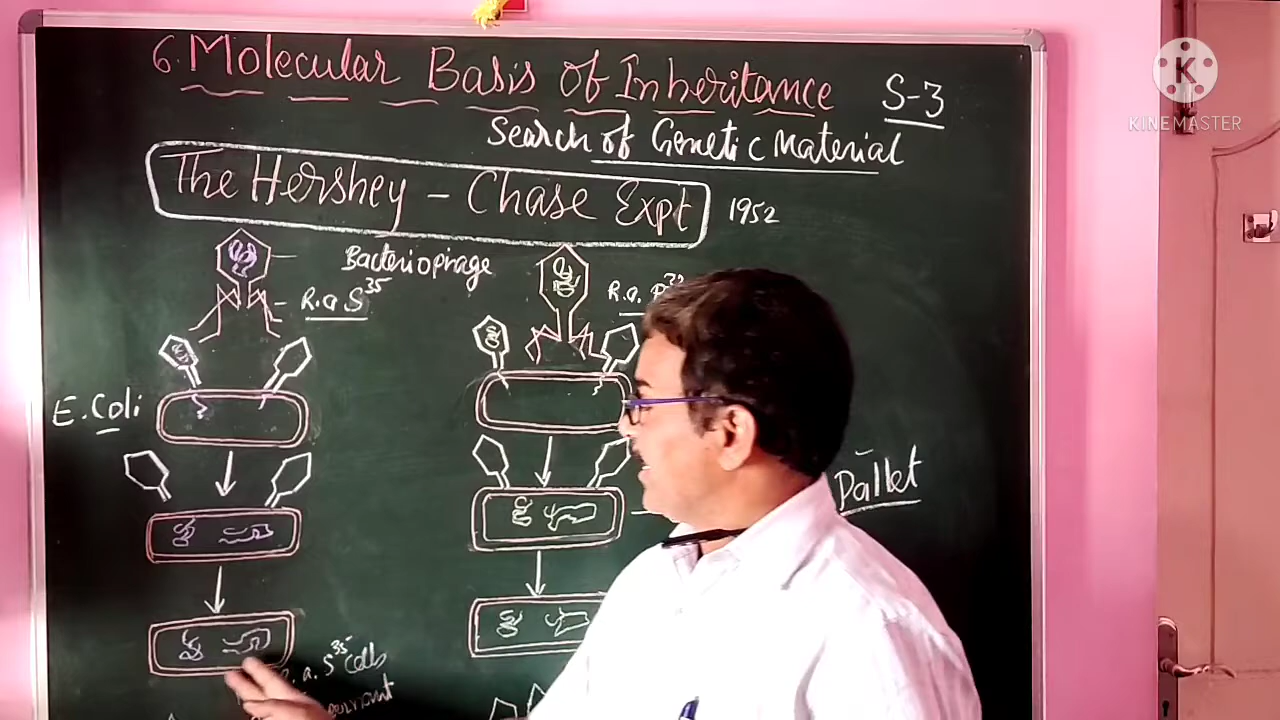 6. Molecular Basis of Inheritance S-3
Search of Genetic Material
The Hershey - Chase Expt 1952
Bacteriophage
R.a S35
R.a.
E.Coli
Pallet
a. S35 Cells
K
KINEMASTER